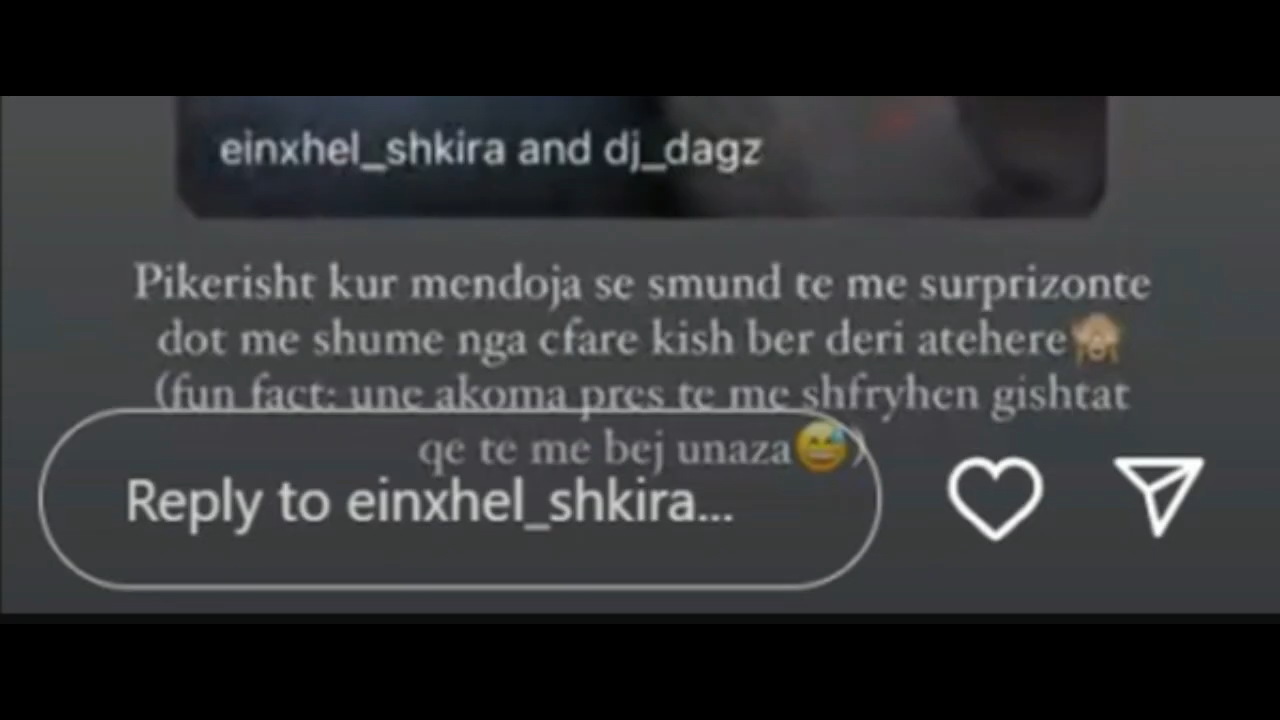 einxhel_shkira and dj_dagz
Pikerisht kur mendoja se smund te me surprizonte
dot me shume nga cfare kish ber deri atehere🙈
(fun fact: une akoma pres te me shfryhen gishtat
qe te me bej unaza😅)
Reply to einxhel_shkira...